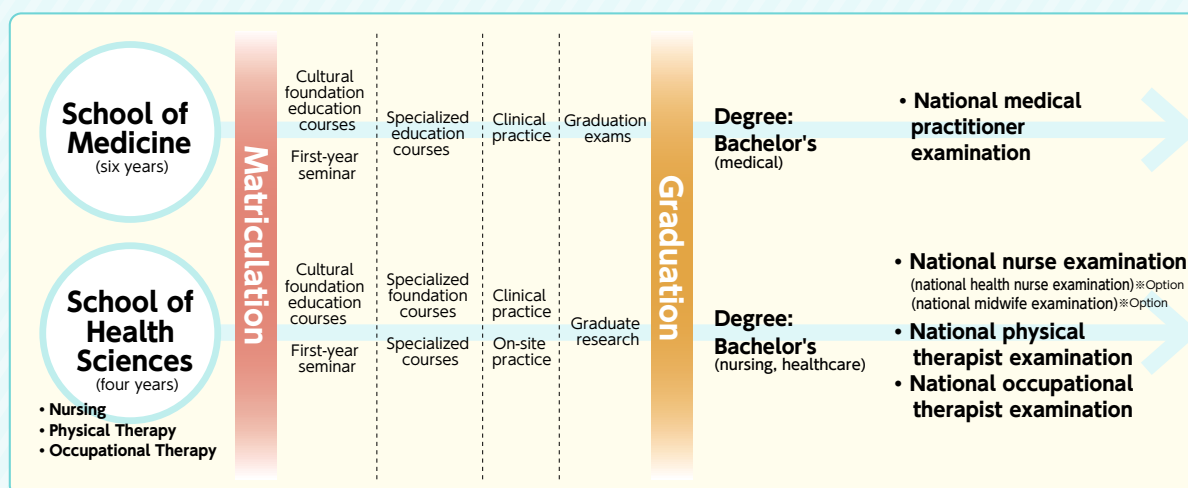 School of
Medicine
(six years)
Matriculation
Cultural
foundation
education
courses
First-year
seminar
Specialized
education
courses
Clinical
practice
Graduation
exams
Graduation
Degree:
Bachelor's
(medical)
• National medical
practitioner
examination
School of
Health
Sciences
(four years)
• Nursing
• Physical Therapy
• Occupational Therapy
Cultural
foundation
education
courses
First-year
seminar
Specialized
foundation
courses
Specialized
courses
Clinical
practice
On-site
practice
Graduate
research
Degree:
Bachelor's
(nursing, healthcare)
• National nurse examination
(national health nurse examination)※Option
(national midwife examination)※Option
• National physical
therapist examination
• National occupational
therapist examination